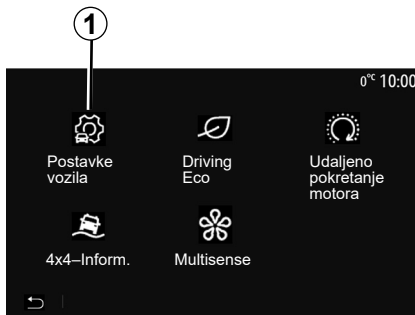 1
0°C 10:00
Postavke
vozila
Driving
Eco
Udaljeno
pokretanje
motora
4x4–Inform.
Multisense